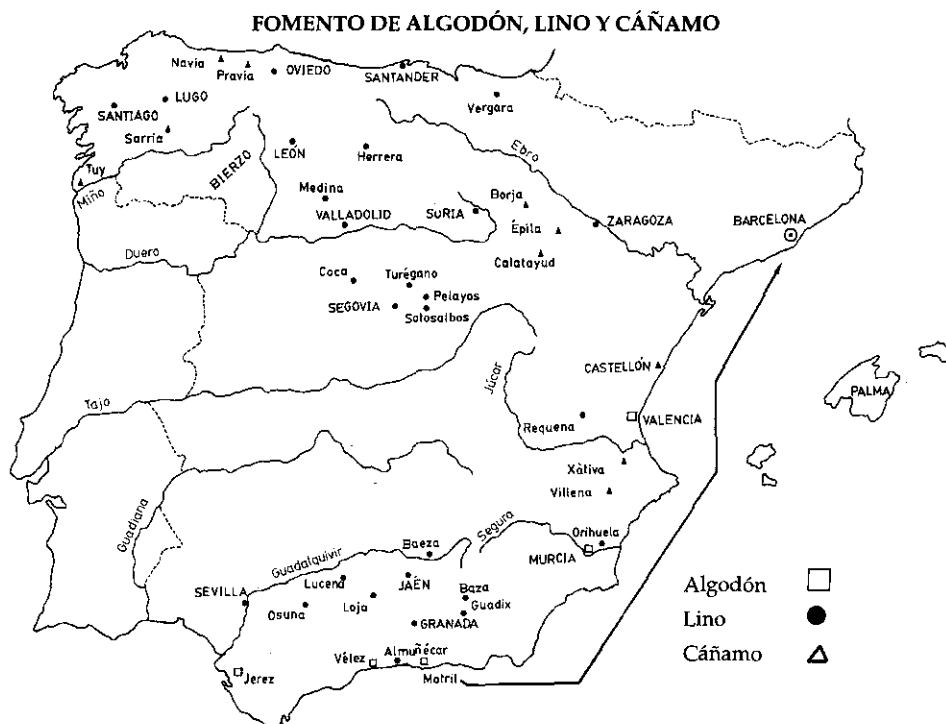 FOMENTO DE ALGODÓN, LINO Y CÁÑAMO
Navia
Pravia
OVIEDO
SANTANDER
Vergara
SANTIAGO
LUGO
Sarria
LEÓN
Herrera
Ebro
Tuy
Miño
BIERZO
Medina
VALLADOLID
SORIA
Borja
Épila
ZARAGOZA
BARCELONA
Duero
Calatayud
Coca
Turégano
Pelayos
SEGOVIA
Sotosalbos
CASTELLÓN
PALMA
Júcar
Tajo
Requena
VALENCIA
Xàtiva
Villena
Guadiana
Segura
Orihuela
MURCIA
Baeza
Guadalquivir
SEVILLA
Lucena
JAÉN
Baza
Osuna
Loja
Guadix
GRANADA
Jerez
Vélez
Almuñécar
Motril
Algodón
Lino
Cáñamo